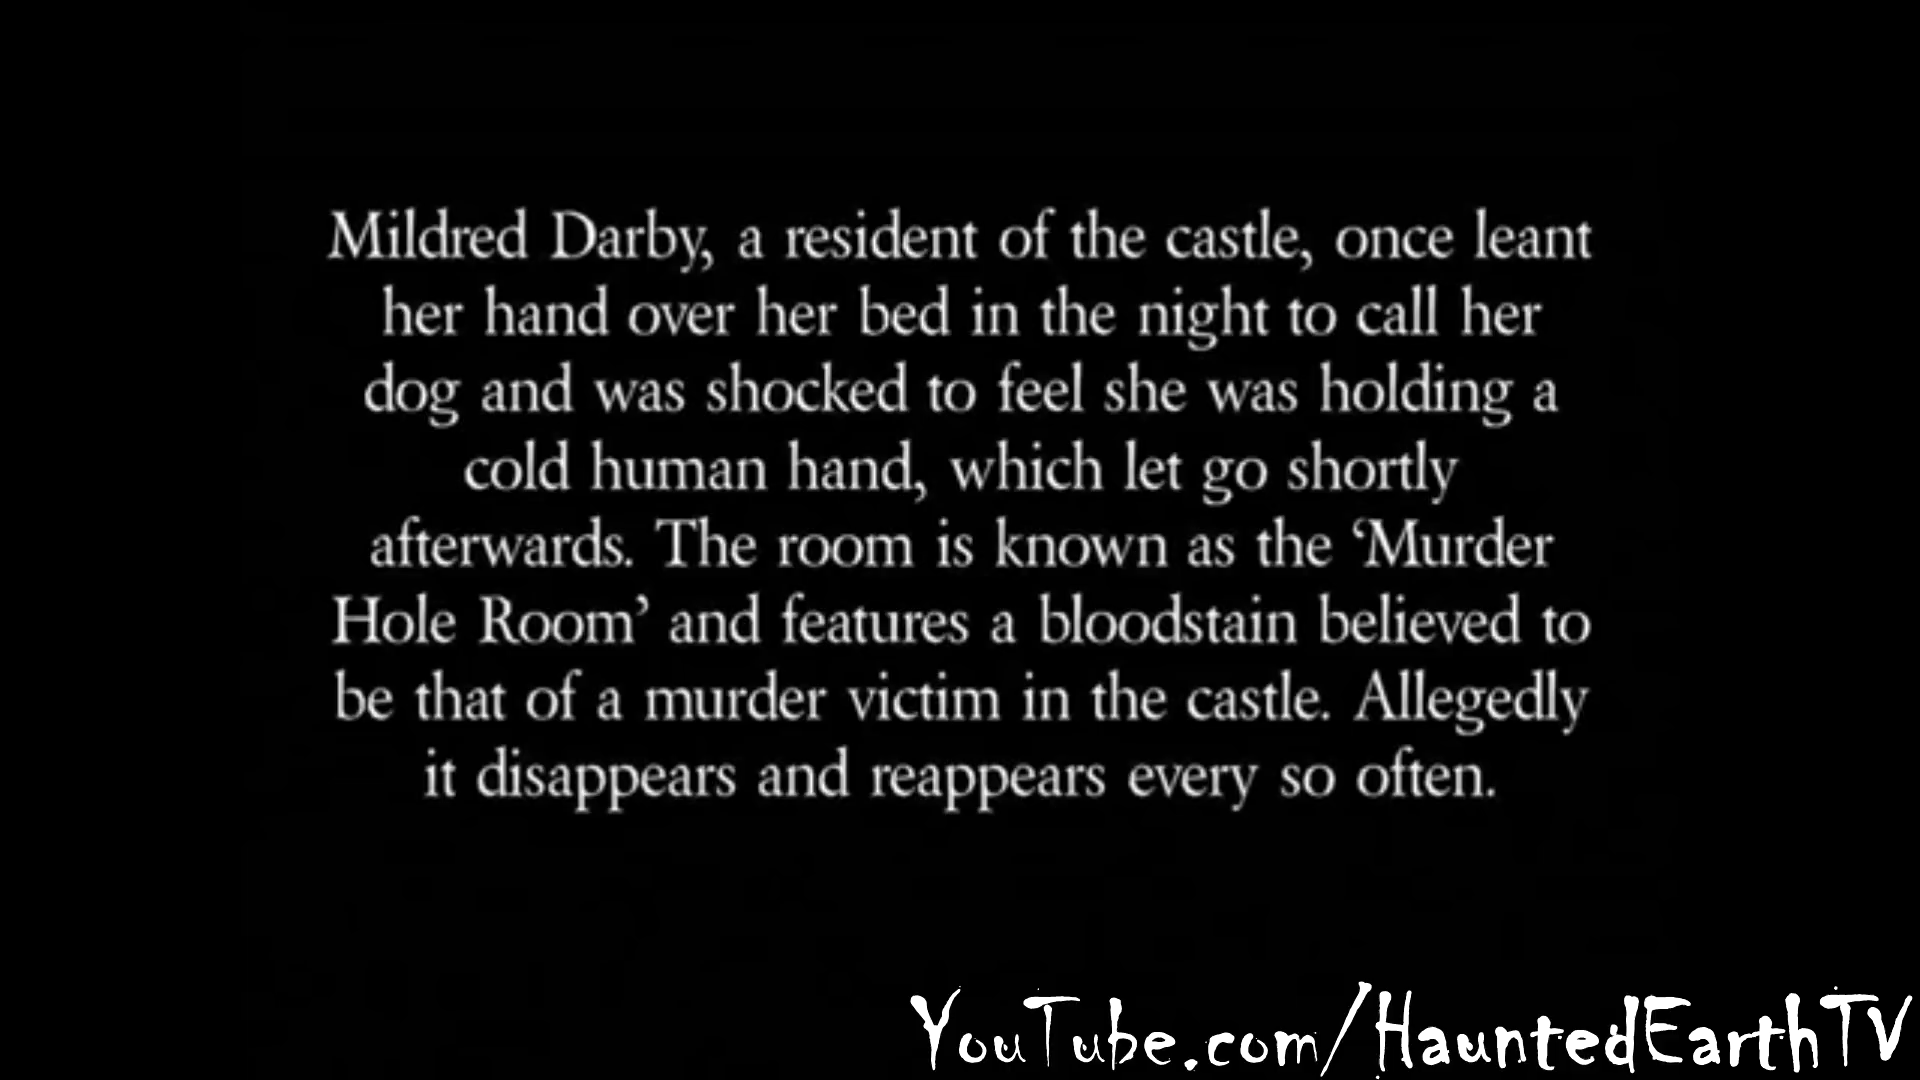 Mildred Darby, a resident of the castle, once leant
her hand over her bed in the night to call her
dog and was shocked to feel she was holding a
cold human hand, which let go shortly
afterwards. The room is known as the ‘Murder
Hole Room’ and features a bloodstain believed to
be that of a murder victim in the castle. Allegedly
it disappears and reappears every so often.
YouTube.com/HauntedEarthTV